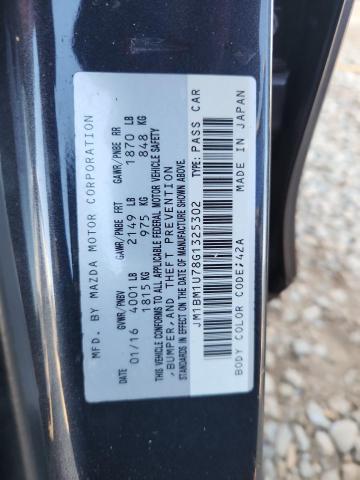 MFD. BY MAZDA MOTOR CORPORATION
DATE GVWR/PNBV GAWR/PNBE FRT GAWR/PNBE RR
01/16 4001 LB 2149 LB 1870 LB
1815 KG 975 KG 848 KG
THIS VEHICLE CONFORMS TO ALL APPLICABLE FEDERAL MOTOR VEHICLE SAFETY
,BUMPER,AND THEFT PREVENTION
STANDARDS IN EFFECT ON THE DATE OF MANUFACTURE SHOWN ABOVE.
JM1BM1U78G1325302 TYPE: PASS CAR
BODY COLOR CODE:42A MADE IN JAPAN